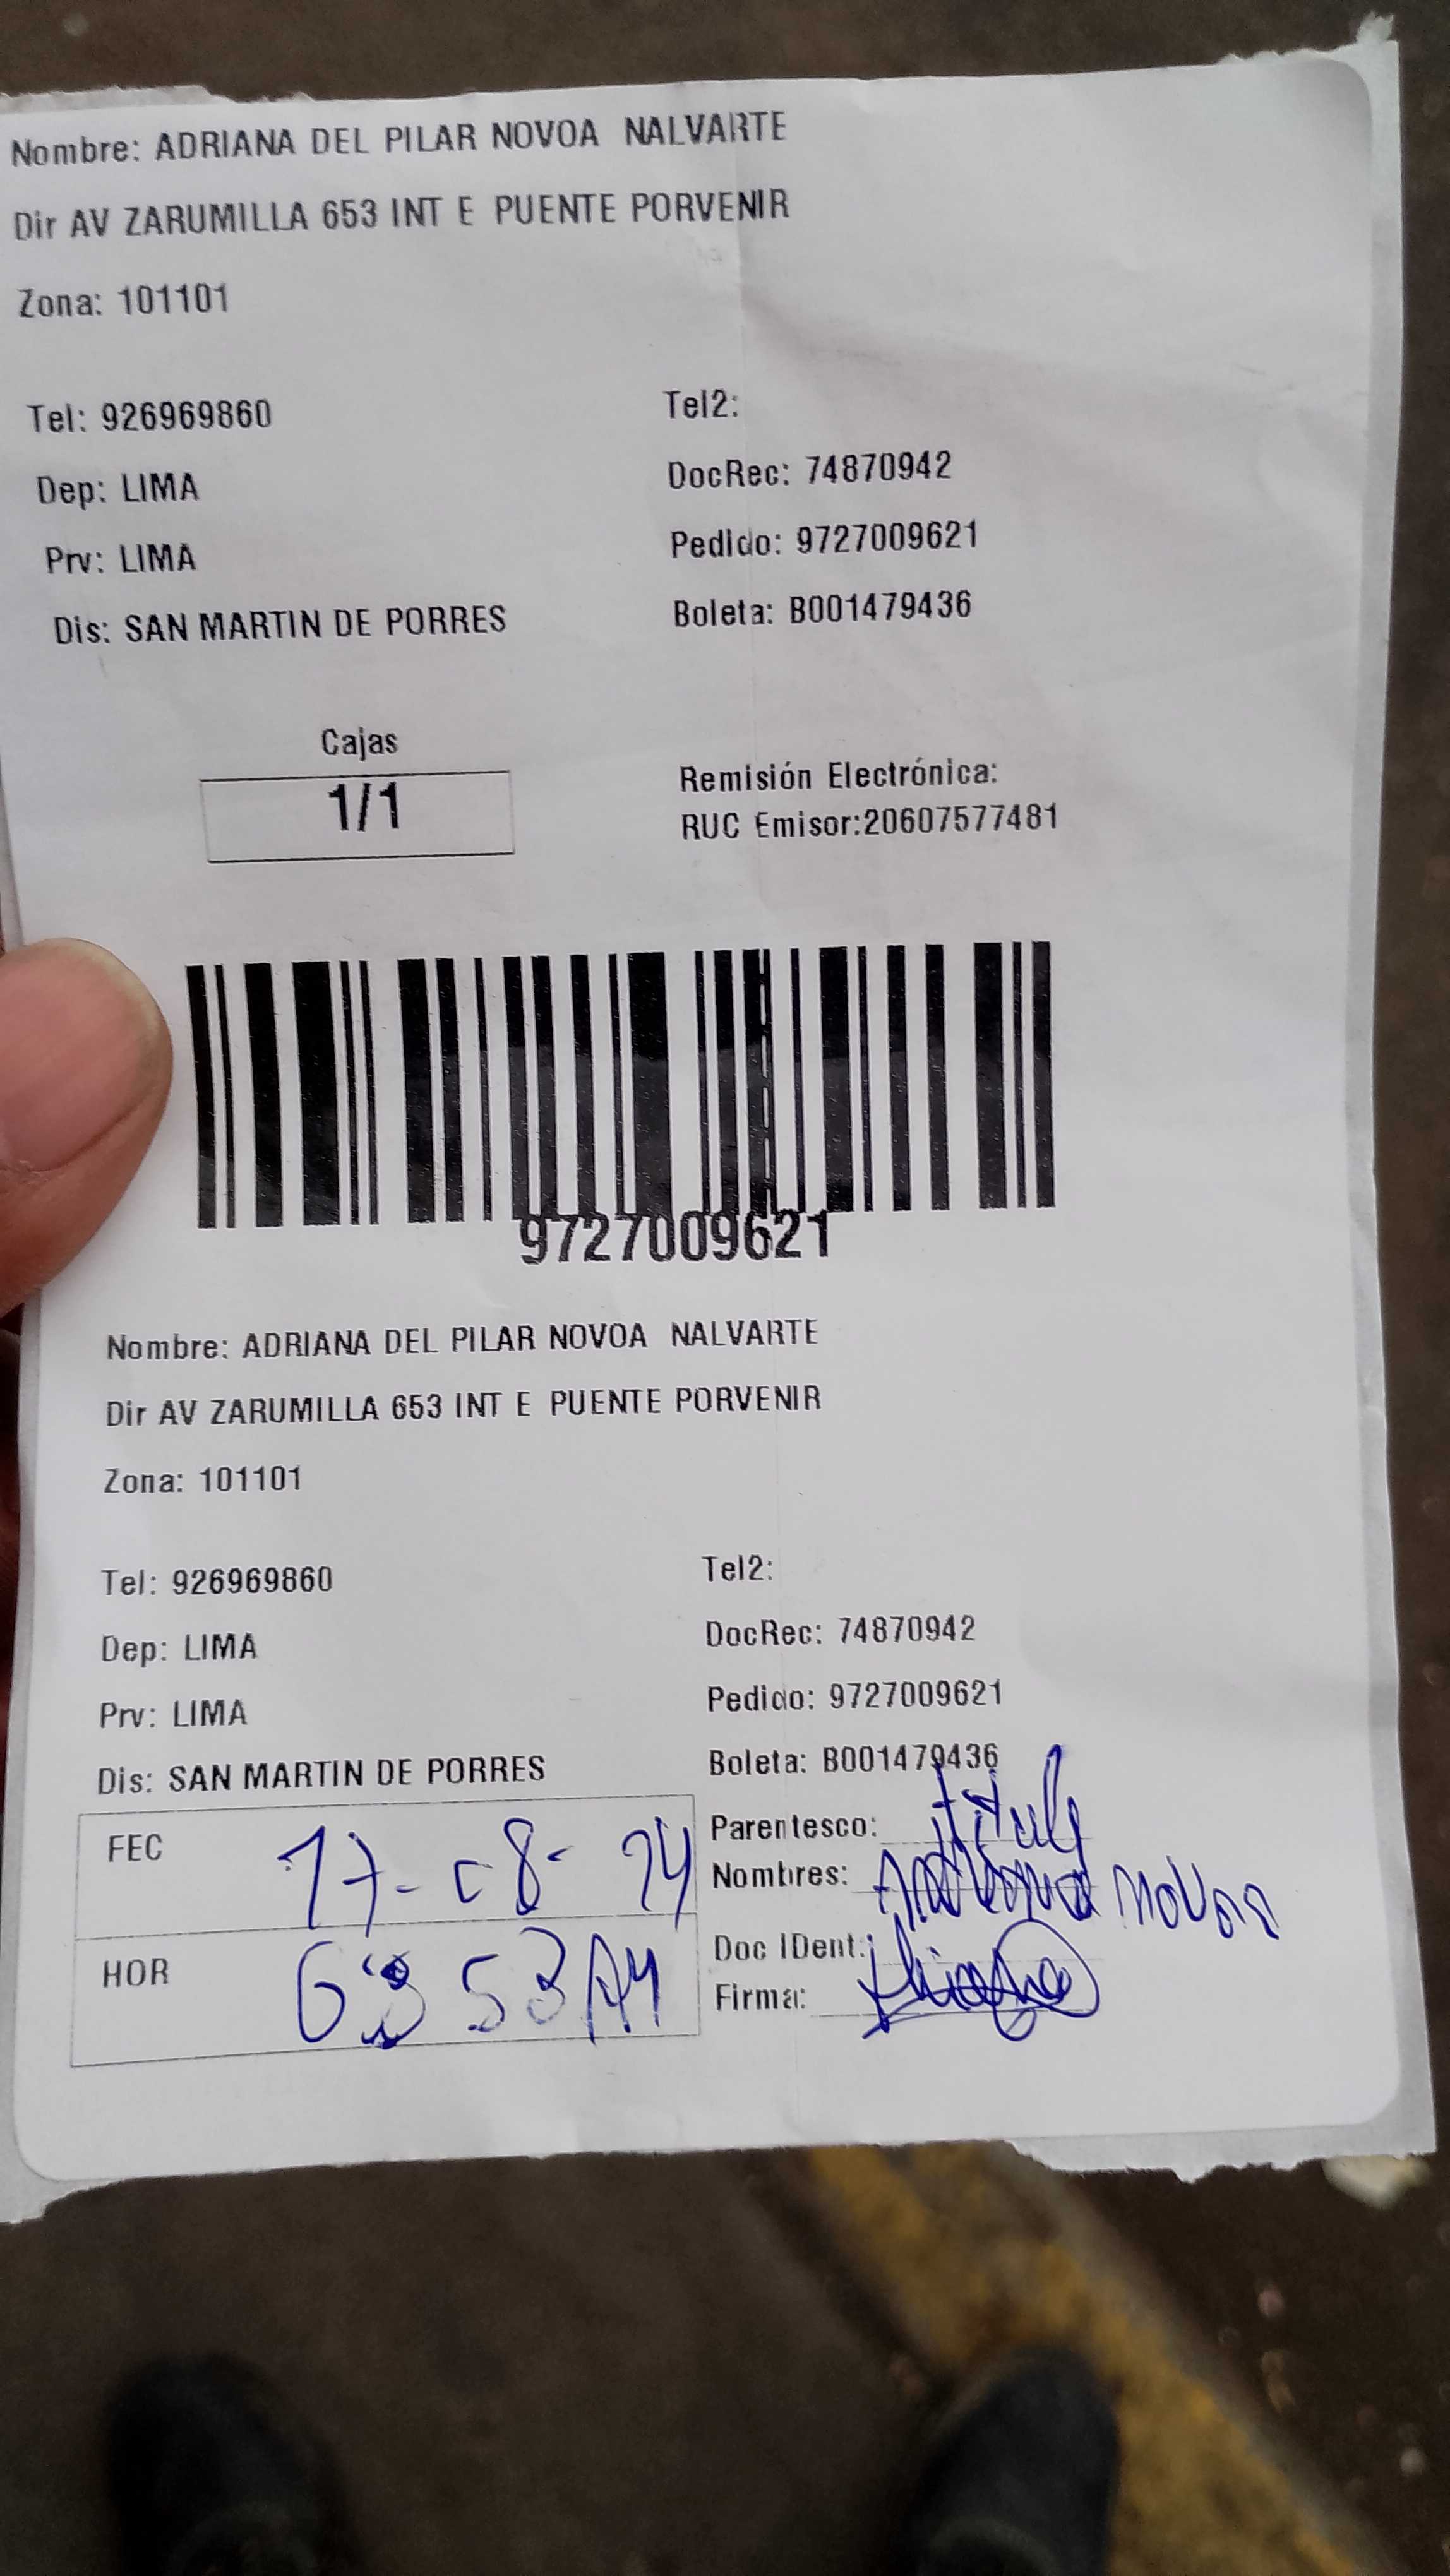 Nombre: ADRIANA DEL PILAR NOVOA NALVARTE
Dir AV ZARUMILLA 653 INT E PUENTE PORVENIR
Zona: 101101
Tel: 926969860 Tel2:
Dep: LIMA DocRec: 74870942
Prv: LIMA Pedido: 9727009621
Dis: SAN MARTIN DE PORRES Boleta: B001479436
Cajas
1/1
Remisión Electrónica:
RUC Emisor:20607577481
9727009621
Nombre: ADRIANA DEL PILAR NOVOA NALVARTE
Dir AV ZARUMILLA 653 INT E PUENTE PORVENIR
Zona: 101101
Tel: 926969860 Tel2:
Dep: LIMA DocRec: 74870942
Prv: LIMA Pedido: 9727009621
Dis: SAN MARTIN DE PORRES Boleta: B001479436
FEC 17-08-24 Parentesco:
Nombres: Adriana Novoa
HOR 6:53 AM Doc IDent:
Firma: